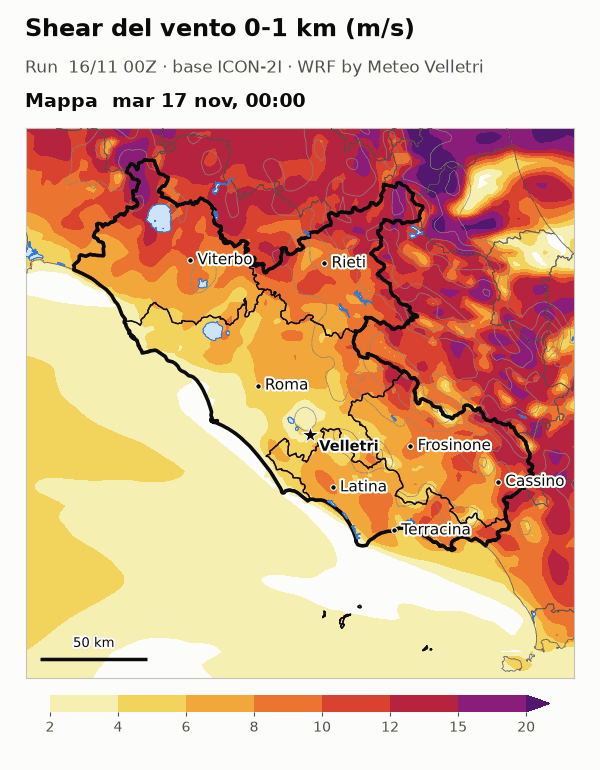 Shear del vento 0-1 km (m/s)
Run  16/11 00Z · base ICON-2I · WRF by Meteo Velletri
Mappa  mar 17 nov, 00:00
Viterbo
Rieti
Roma
Velletri
Frosinone
Latina
Cassino
Terracina
50 km
2 4 6 8 10 12 15 20